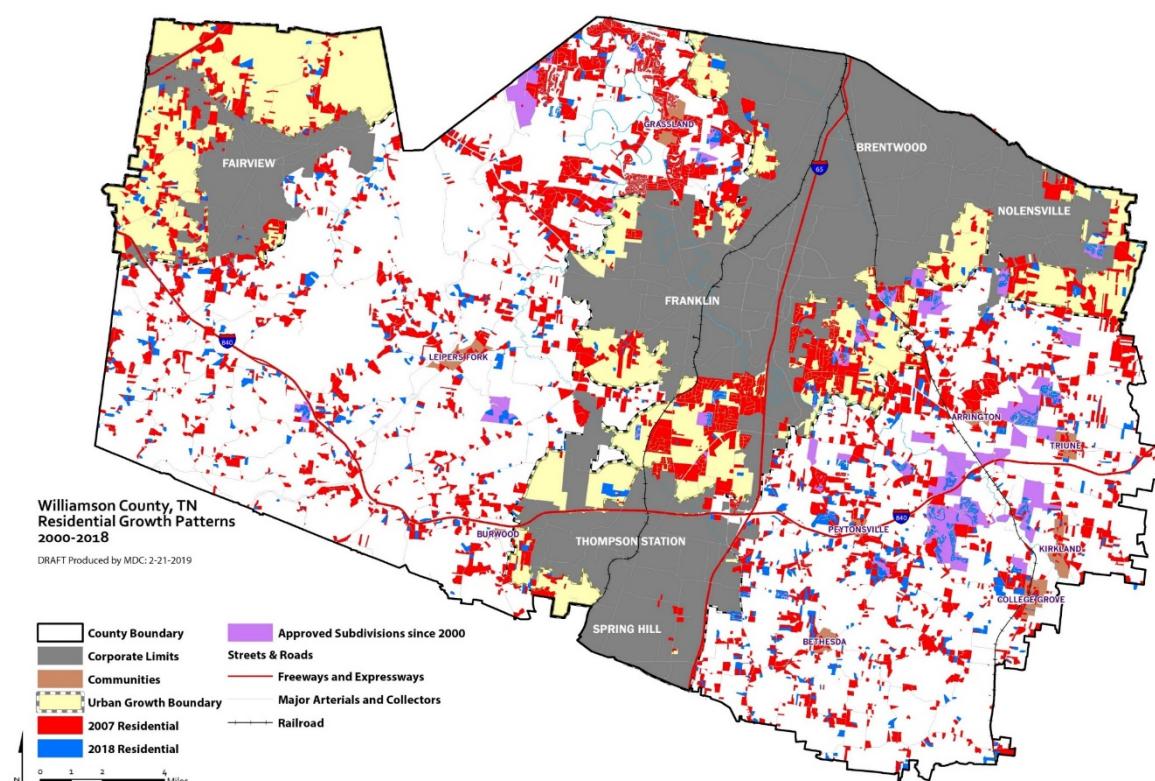 GRASSLAND
BRENTWOOD
FAIRVIEW
65
NOLENSVILLE
FRANKLIN
840
LEIPERS FORK
ARRINGTON
TRIUNE
Williamson County, TN
Residential Growth Patterns
2000-2018
DRAFT Produced by MDC: 2-21-2019
BURWOOD
THOMPSON STATION
PEYTONSVILLE
840
KIRKLAND
COLLEGE GROVE
SPRING HILL
BETHESDA
County Boundary
Corporate Limits
Communities
Urban Growth Boundary
2007 Residential
2018 Residential
Approved Subdivisions since 2000
Streets & Roads
Freeways and Expressways
Major Arterials and Collectors
Railroad
0 1 2 4
Miles
N